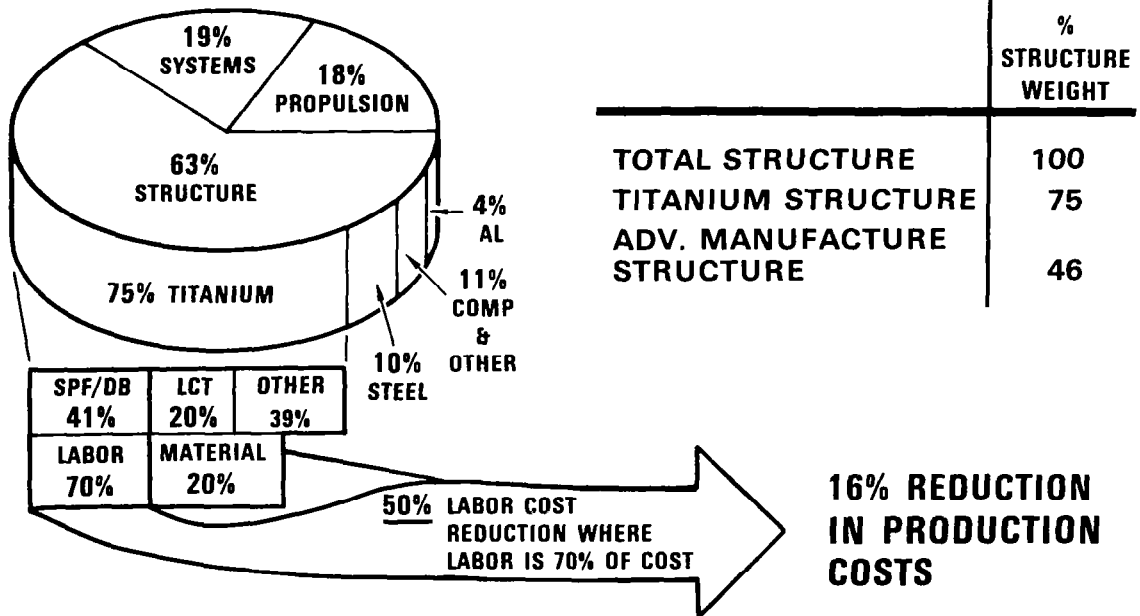 19%
SYSTEMS
18%
PROPULSION
63%
STRUCTURE
4%
AL
75% TITANIUM
11%
COMP
&
OTHER
10%
STEEL
SPF/DB
41%
LCT
20%
OTHER
39%
LABOR
70%
MATERIAL
20%
50% LABOR COST
REDUCTION WHERE
LABOR IS 70% OF COST
16% REDUCTION
IN PRODUCTION
COSTS
%
STRUCTURE
WEIGHT
TOTAL STRUCTURE 100
TITANIUM STRUCTURE 75
ADV. MANUFACTURE
STRUCTURE 46